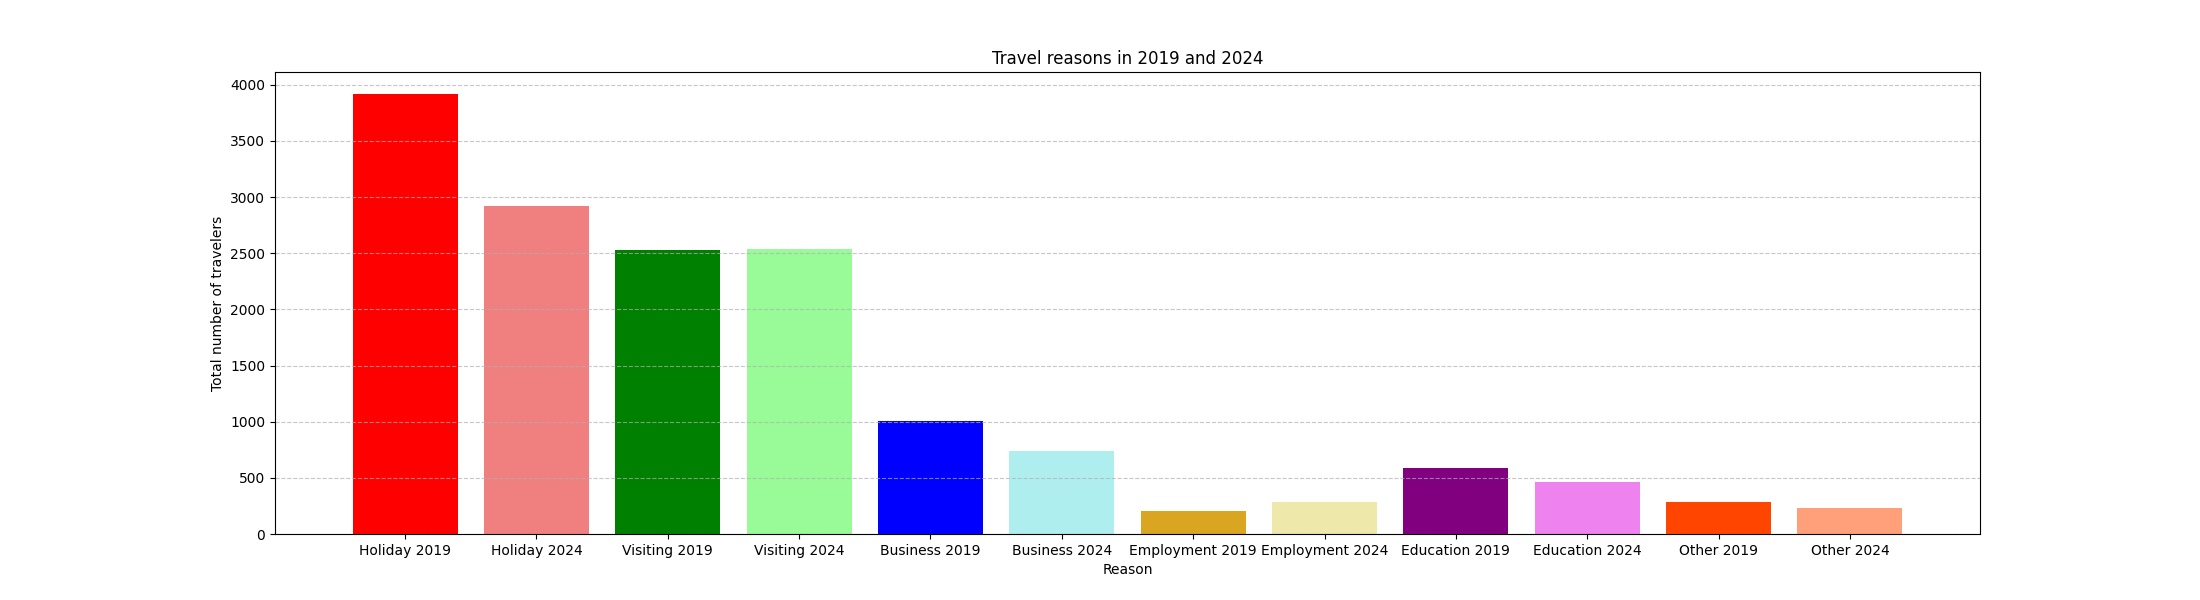 Travel reasons in 2019 and 2024
Total number of travelers
4000
3500
3000
2500
2000
1500
1000
500
0
Holiday 2019 Holiday 2024 Visiting 2019 Visiting 2024 Business 2019 Business 2024 Employment 2019 Employment 2024 Education 2019 Education 2024 Other 2019 Other 2024
Reason